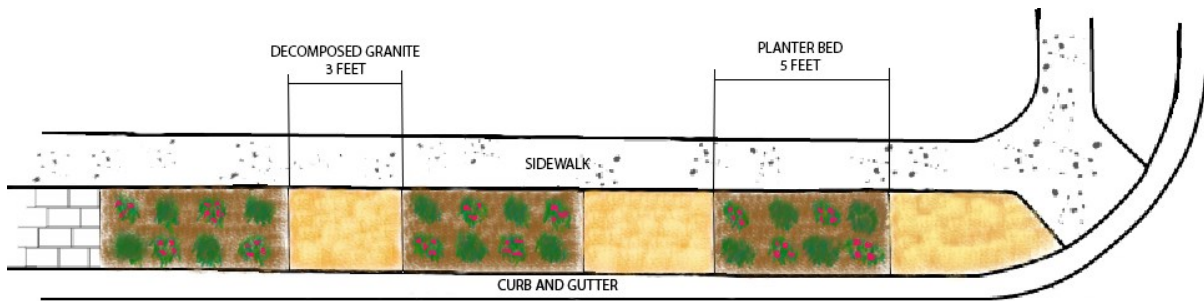 DECOMPOSED GRANITE
3 FEET
PLANTER BED
5 FEET
SIDEWALK
CURB AND GUTTER